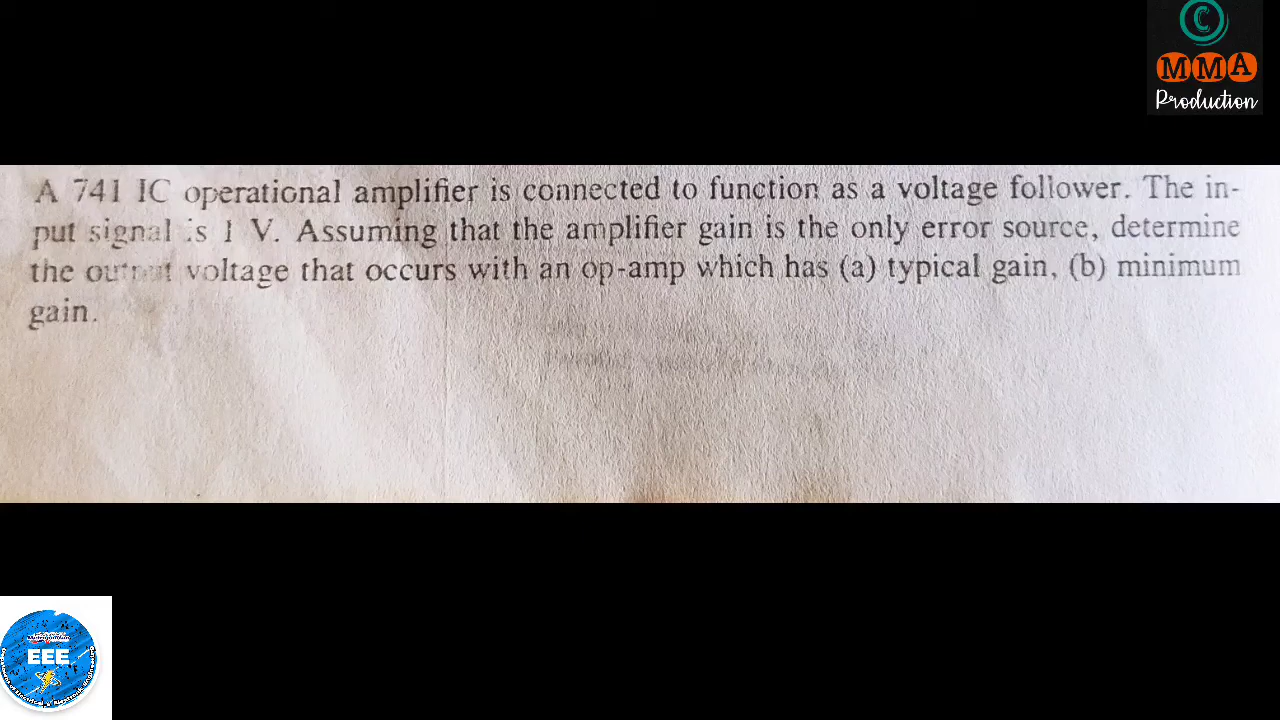 C
MMA
Production
A 741 IC operational amplifier is connected to function as a voltage follower. The in-
put signal is 1 V. Assuming that the amplifier gain is the only error source, determine
the output voltage that occurs with an op-amp which has (a) typical gain, (b) minimum
gain.
EEE